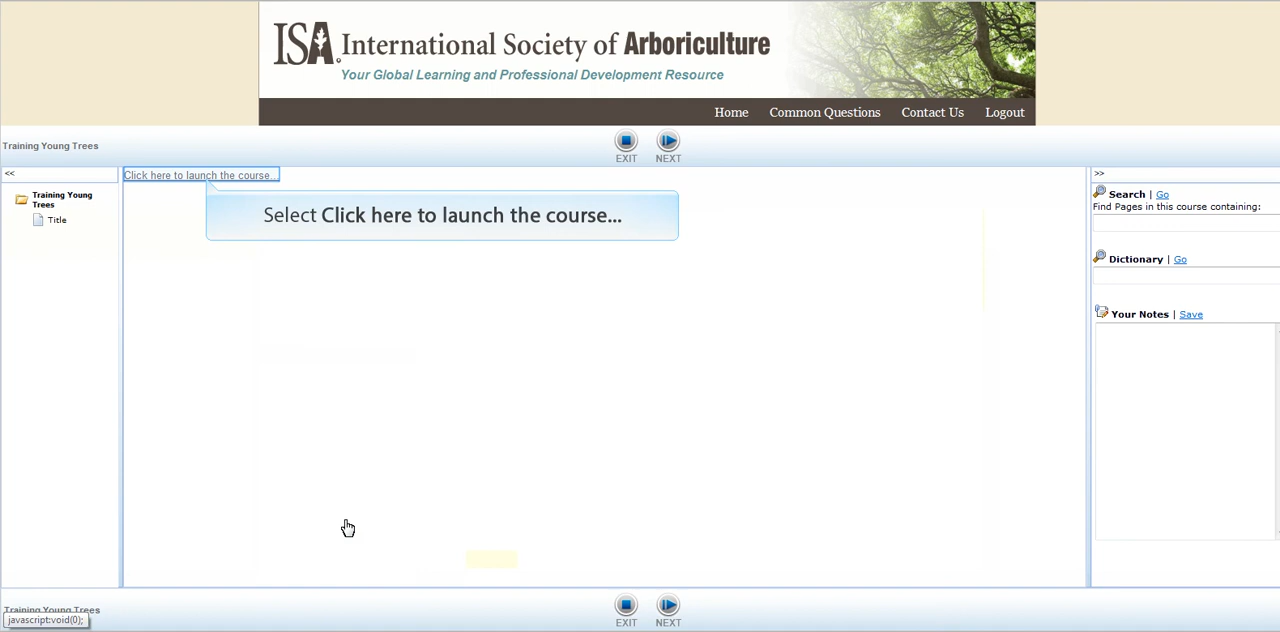 ISA® International Society of Arboriculture
Your Global Learning and Professional Development Resource
Home Common Questions Contact Us Logout
Training Young Trees
EXIT NEXT
<<
Training Young
Trees
Title
Click here to launch the course...
Select Click here to launch the course...
>>
Search | Go
Find Pages in this course containing:
Dictionary | Go
Your Notes | Save
Training Young Trees
javascript:void(0);
EXIT NEXT